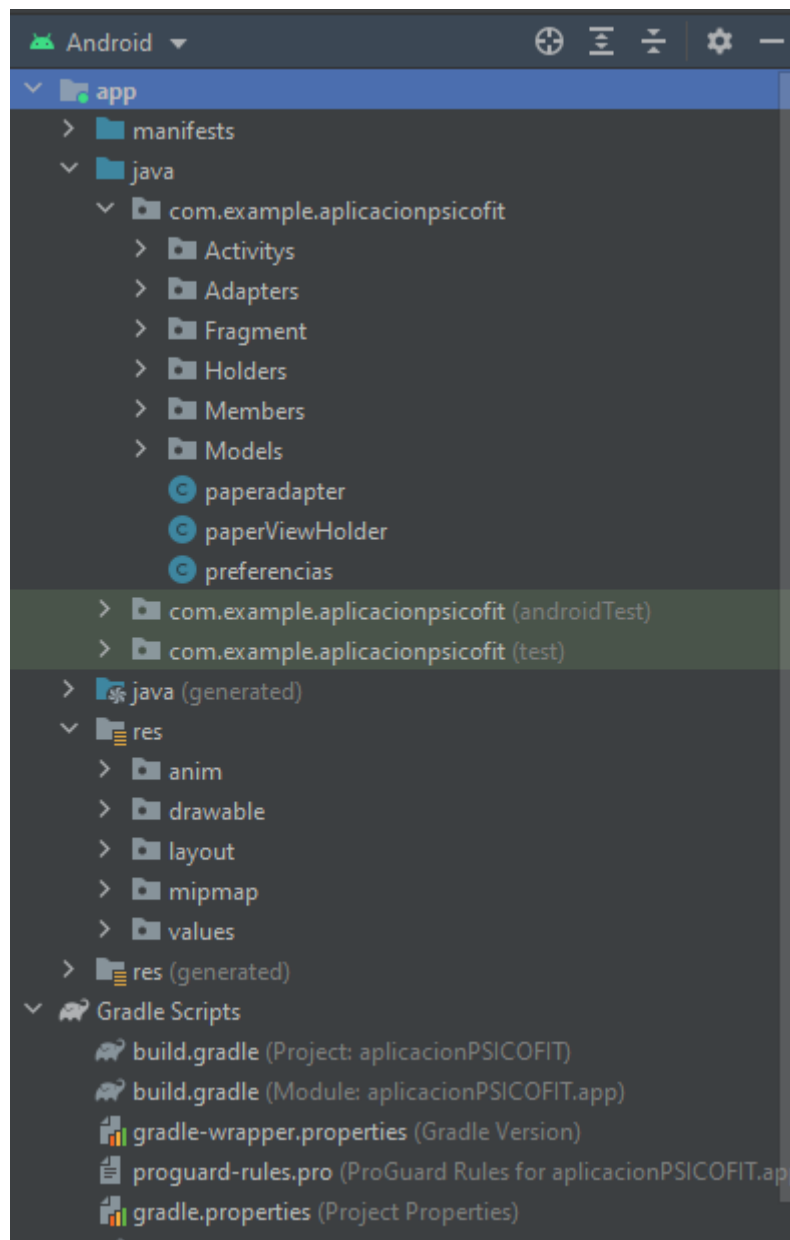 Android
app
manifests
java
com.example.aplicacionpsicofit
Activitys
Adapters
Fragment
Holders
Members
Models
paperadapter
paperViewHolder
preferencias
com.example.aplicacionpsicofit (androidTest)
com.example.aplicacionpsicofit (test)
java (generated)
res
anim
drawable
layout
mipmap
values
res (generated)
Gradle Scripts
build.gradle (Project: aplicacionPSICOFIT)
build.gradle (Module: aplicacionPSICOFIT.app)
gradle-wrapper.properties (Gradle Version)
proguard-rules.pro (ProGuard Rules for aplicacionPSICOFIT.ap
gradle.properties (Project Properties)